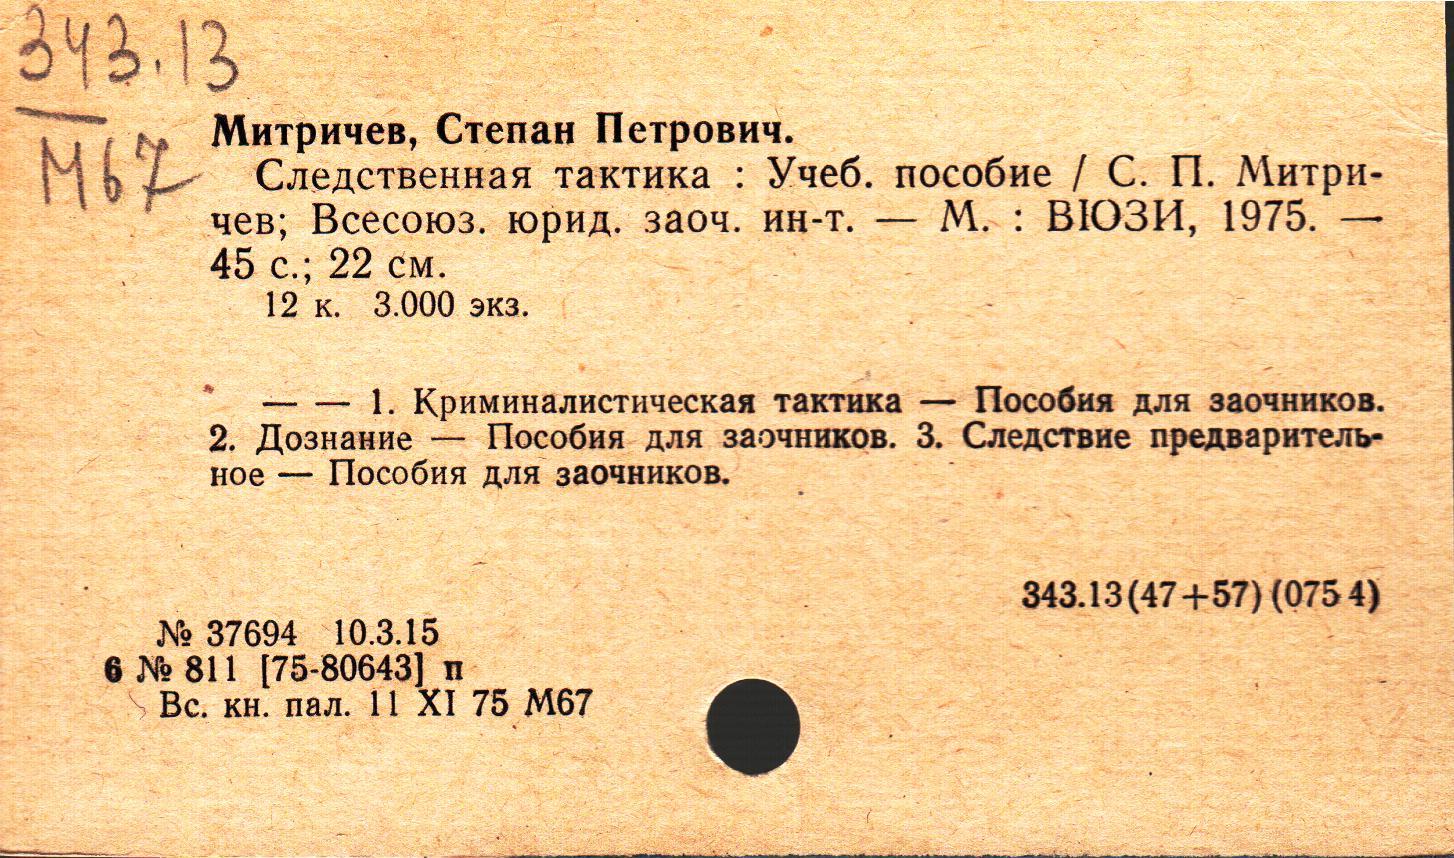 343.13
М67
Митричев, Степан Петрович.
Следственная тактика : Учеб. пособие / С. П. Митри-
чев; Всесоюз. юрид. заоч. ин-т. — М. : ВЮЗИ, 1975. —
45 с.; 22 см.
12 к. 3.000 экз.
— — 1. Криминалистическая тактика — Пособия для заочников.
2. Дознание — Пособия для заочников. 3. Следствие предваритель-
ное — Пособия для заочников.
343.13(47+57)(075 4)
№ 37694 10.3.15
6 № 811 [75-80643] п
Вс. кн. пал. 11 XI 75 М67